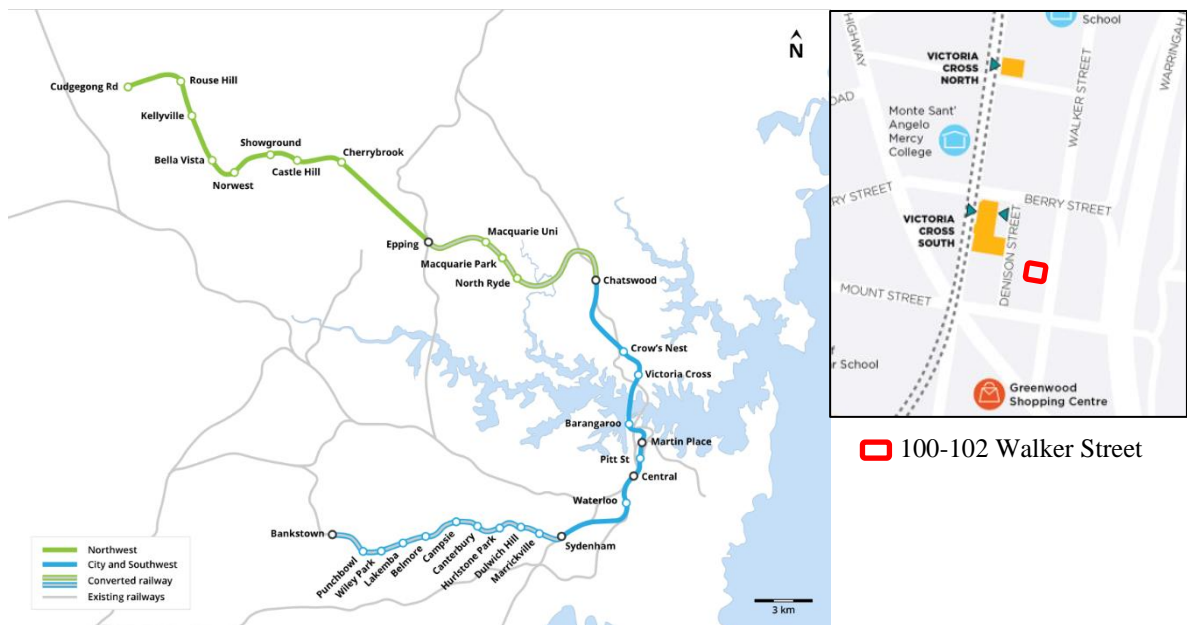 N
Cudgegong Rd
Rouse Hill
Kellyville
Bella Vista
Norwest
Showground
Castle Hill
Cherrybrook
Epping
Macquarie Uni
Macquarie Park
North Ryde
Chatswood
Crow's Nest
Victoria Cross
Barangaroo
Martin Place
Pitt St
Central
Waterloo
Sydenham
Marrickville
Dulwich Hill
Hurlstone Park
Canterbury
Campsie
Belmore
Lakemba
Wiley Park
Punchbowl
Bankstown
Northwest
City and Southwest
Converted railway
Existing railways
3 km
HIGHWAY
School
WARRINGAH
VICTORIA
CROSS
NORTH
WALKER STREET
OAD
Monte Sant'
Angelo
Mercy
College
RY STREET
BERRY STREET
VICTORIA
CROSS
SOUTH
DENISON STREET
MOUNT STREET
f
r School
Greenwood
Shopping Centre
100-102 Walker Street